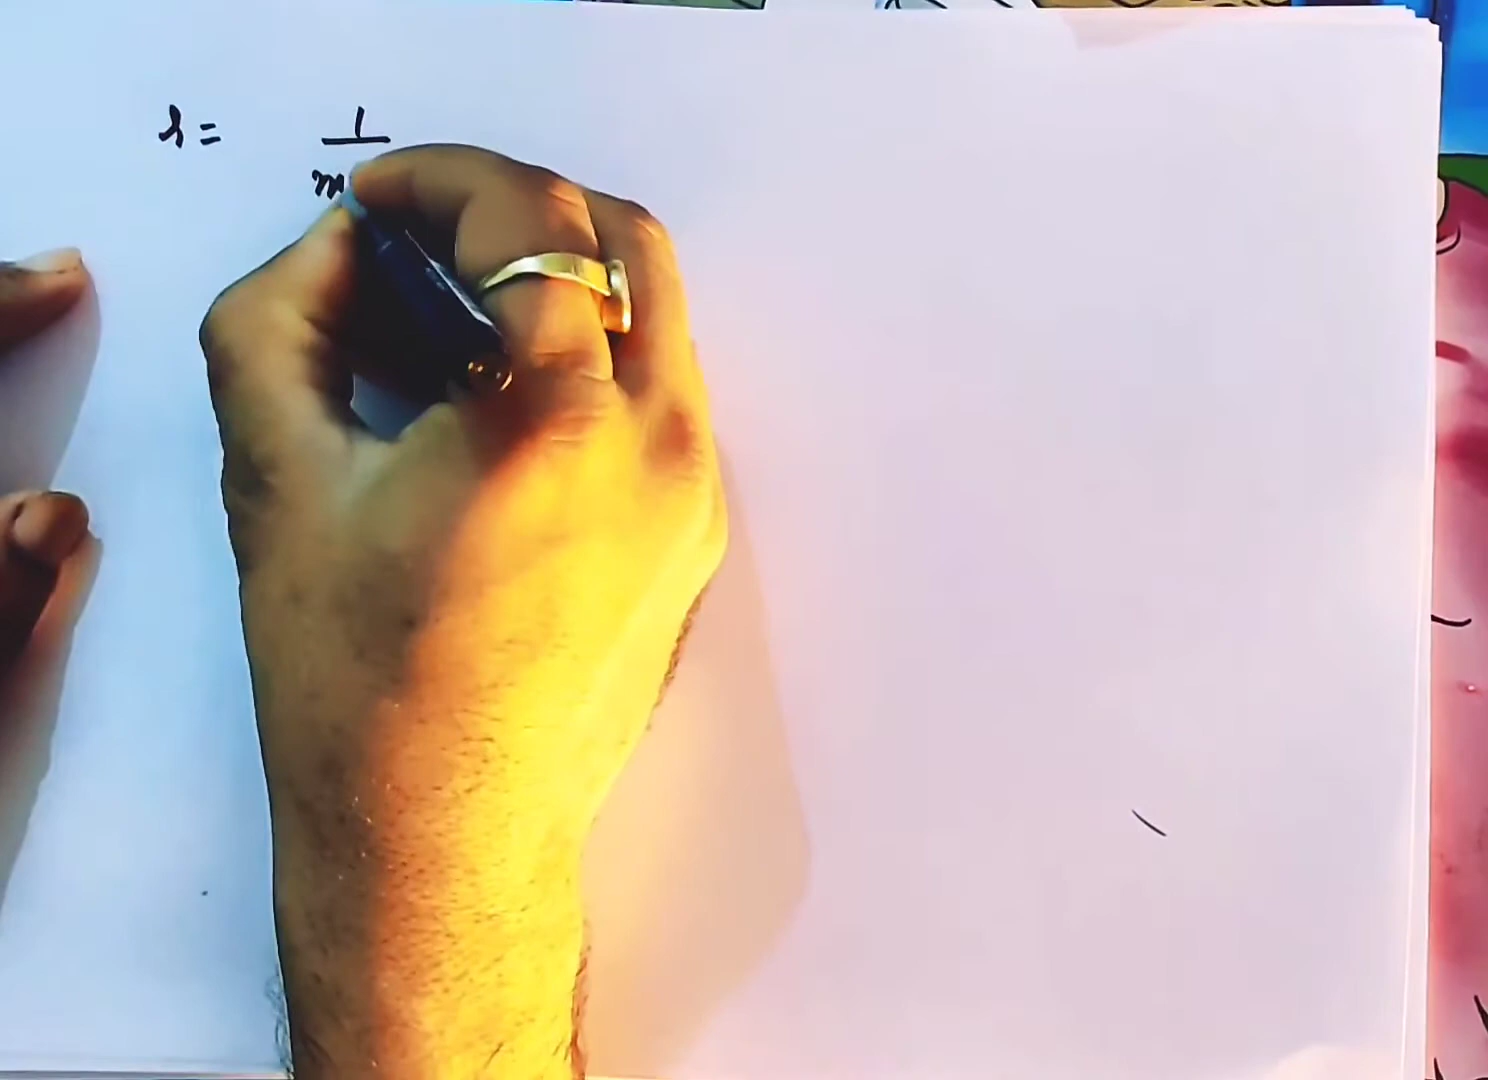 r = 1/m